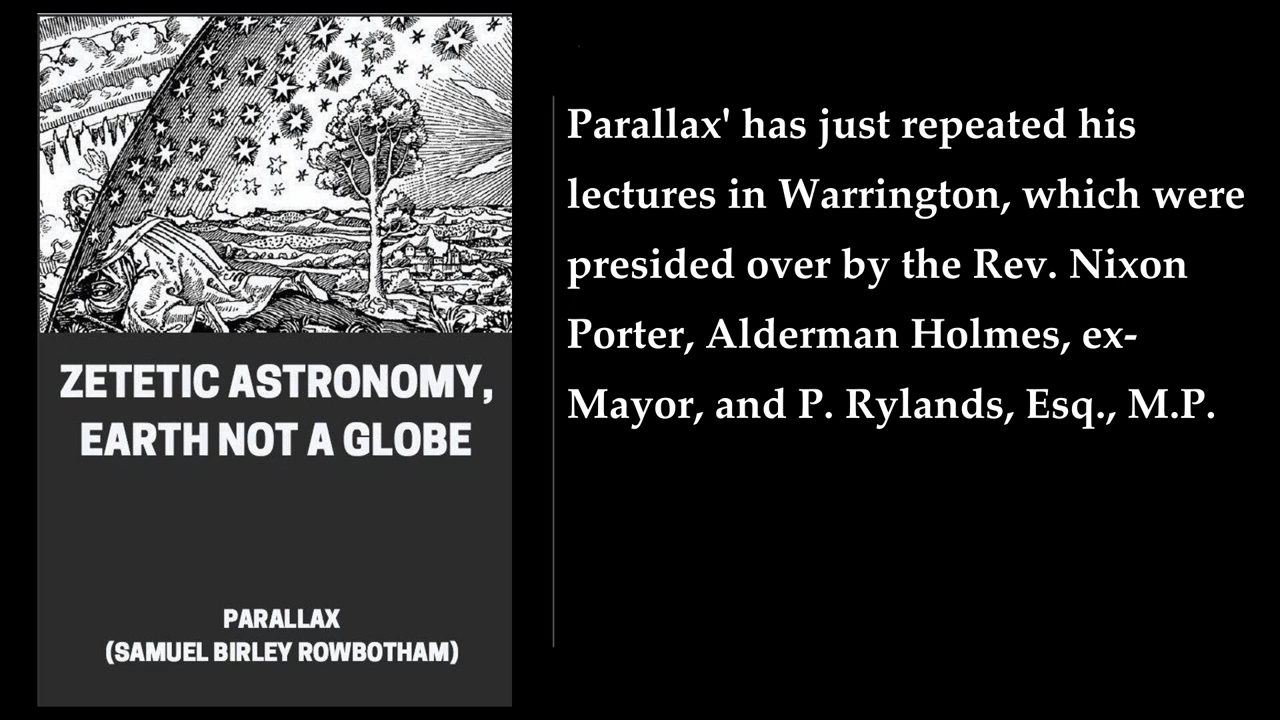 ZETETIC ASTRONOMY,
EARTH NOT A GLOBE
PARALLAX
(SAMUEL BIRLEY ROWBOTHAM)
Parallax' has just repeated his
lectures in Warrington, which were
presided over by the Rev. Nixon
Porter, Alderman Holmes, ex-
Mayor, and P. Rylands, Esq., M.P.